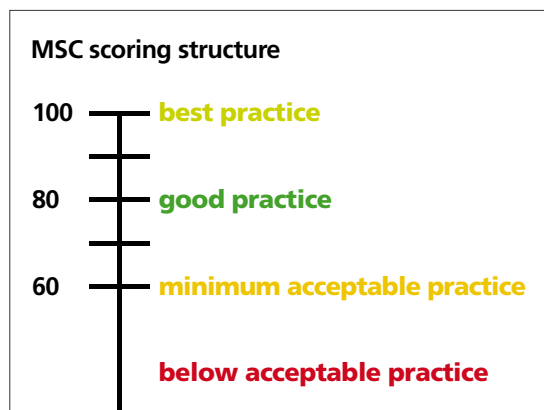 MSC scoring structure
100 best practice
80 good practice
60 minimum acceptable practice
below acceptable practice